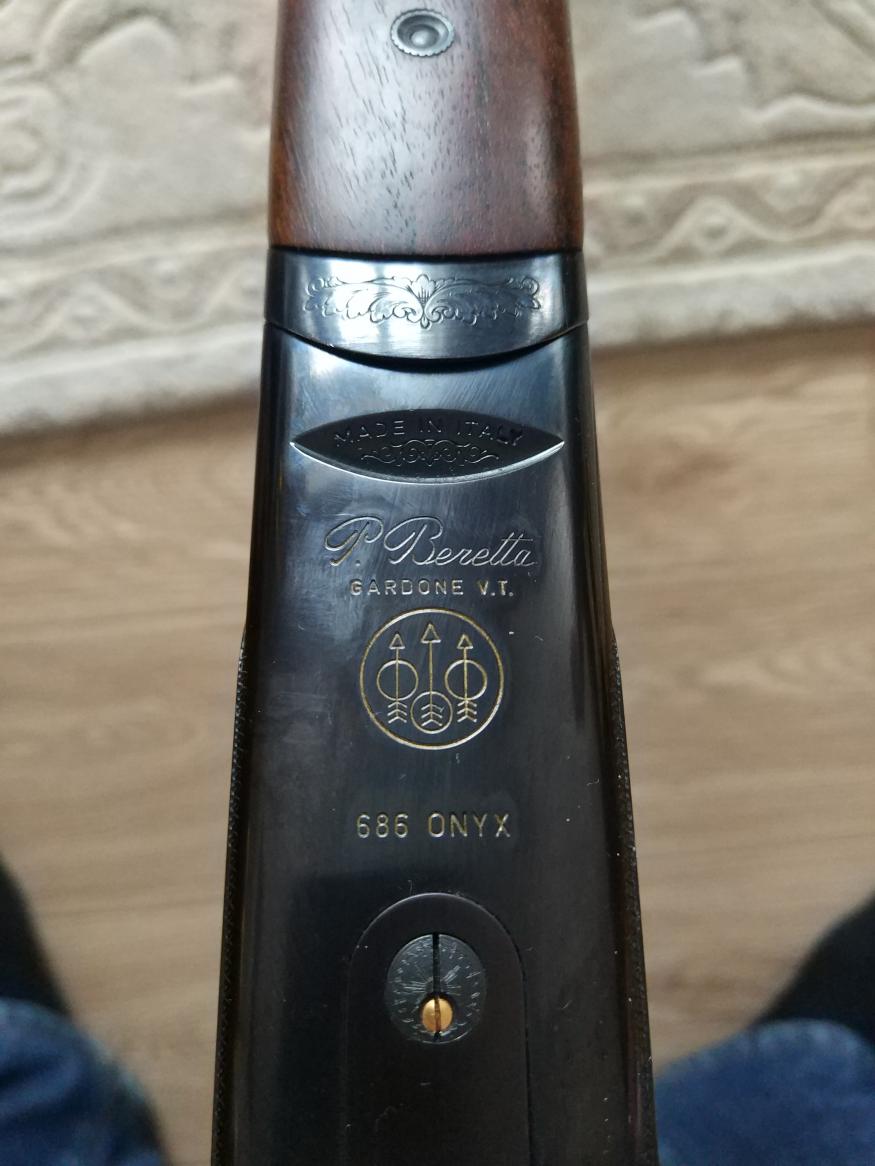 MADE IN ITALY
P. Beretta
GARDONE V.T.
686 ONYX